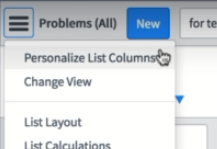 Problems (All) New for te
Personalize List Columns
Change View
List Layout
List Calculations